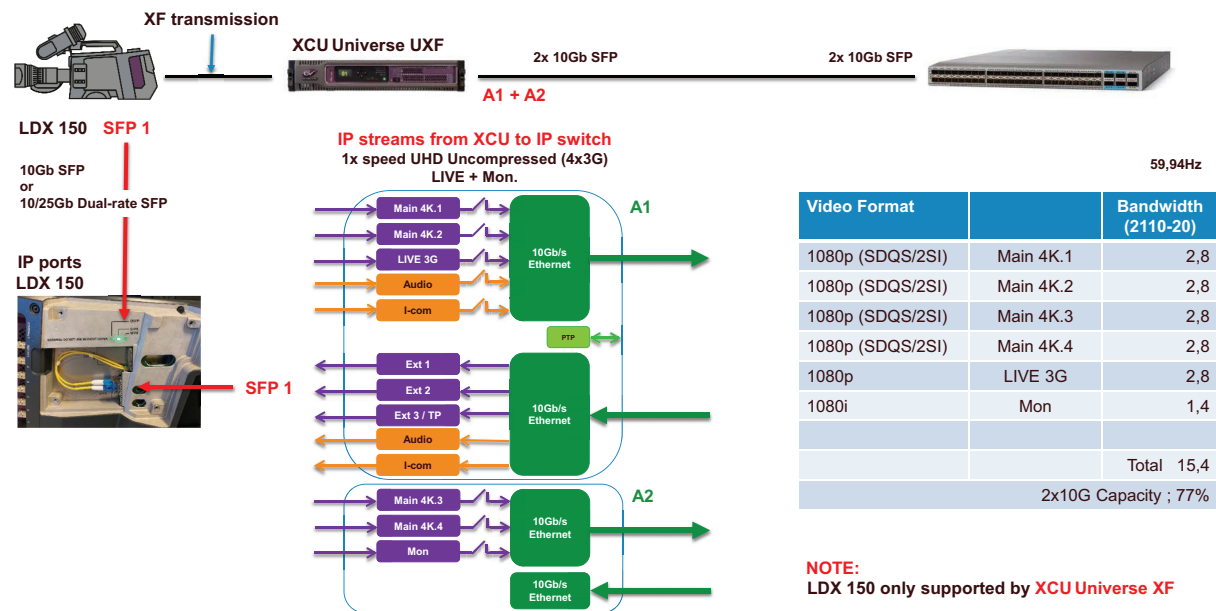 XF transmission
XCU Universe UXF
2x 10Gb SFP
2x 10Gb SFP
A1 + A2
LDX 150 SFP 1
10Gb SFP
or
10/25Gb Dual-rate SFP
IP ports
LDX 150
SFP 1
IP streams from XCU to IP switch
1x speed UHD Uncompressed (4x3G)
LIVE + Mon.
A1
Main 4K.1
Main 4K.2
LIVE 3G
Audio
I-com
10Gb/s
Ethernet
PTP
Ext 1
Ext 2
Ext 3 / TP
Audio
I-com
10Gb/s
Ethernet
A2
Main 4K.3
Main 4K.4
Mon
10Gb/s
Ethernet
10Gb/s
Ethernet
59,94Hz
Video Format Bandwidth
(2110-20)
1080p (SDQS/2SI) Main 4K.1 2,8
1080p (SDQS/2SI) Main 4K.2 2,8
1080p (SDQS/2SI) Main 4K.3 2,8
1080p (SDQS/2SI) Main 4K.4 2,8
1080p LIVE 3G 2,8
1080i Mon 1,4
Total 15,4
2x10G Capacity ; 77%
NOTE:
LDX 150 only supported by XCU Universe XF